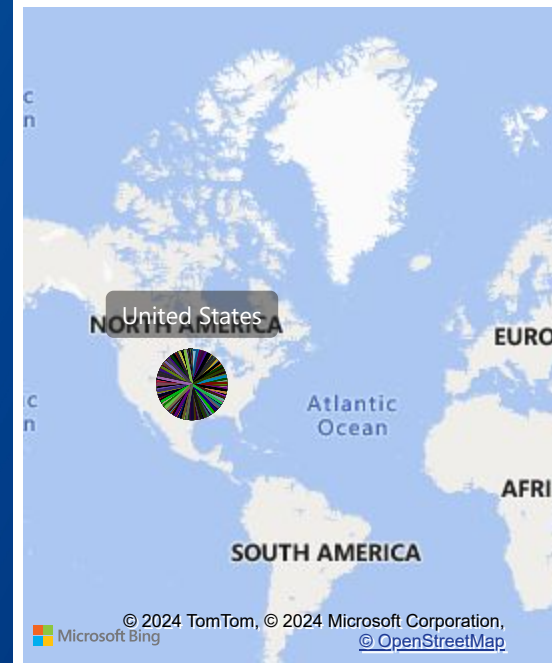 c
n
United States
NORTH AMERICA
EURO
c
n
Atlantic
Ocean
AFRI
SOUTH AMERICA
© 2024 TomTom, © 2024 Microsoft Corporation,
Microsoft Bing
© OpenStreetMap